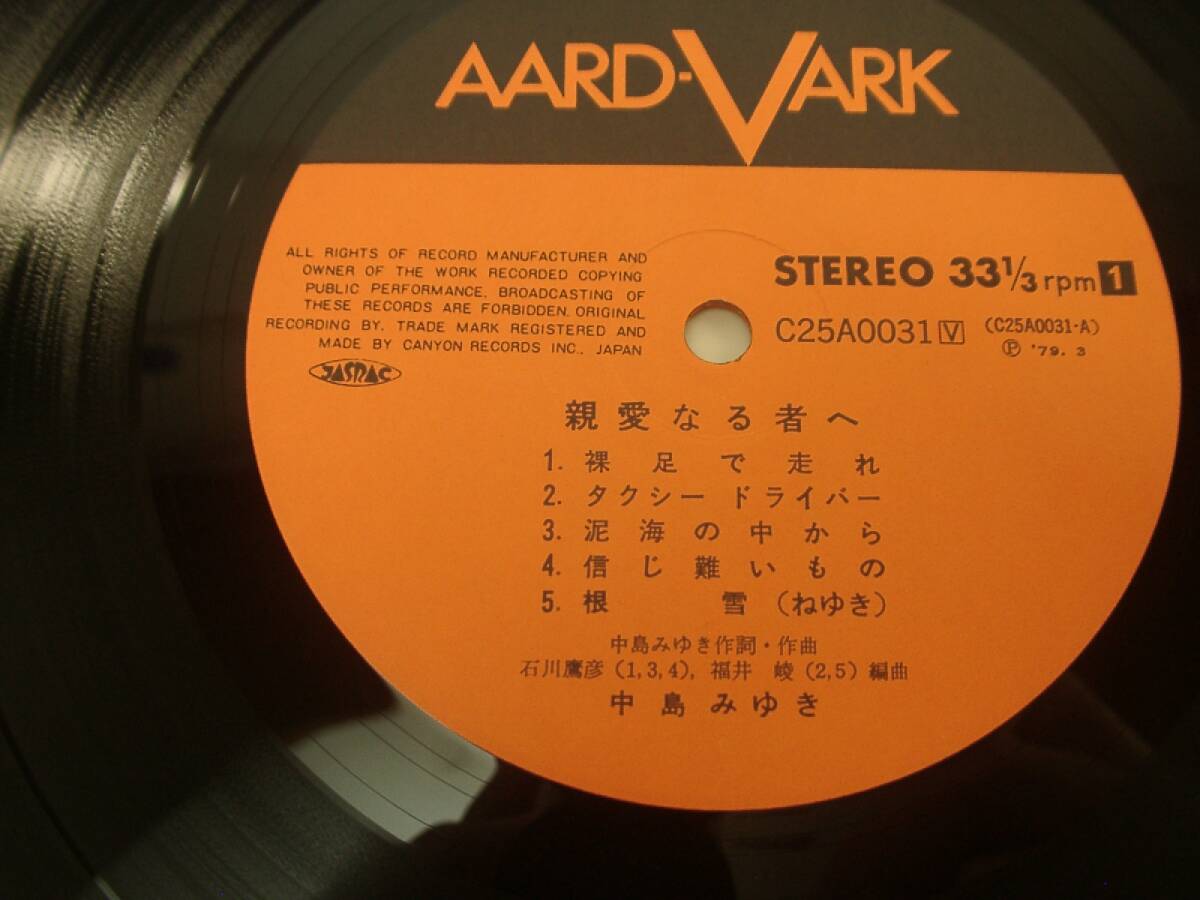 AARD-VARK
ALL RIGHTS OF RECORD MANUFACTURER AND
OWNER OF THE WORK RECORDED COPYING
PUBLIC PERFORMANCE, BROADCASTING OF
THESE RECORDS ARE FORBIDDEN. ORIGINAL
RECORDING BY, TRADE MARK REGISTERED AND
MADE BY CANYON RECORDS INC., JAPAN
JASRAC
STEREO 33 1/3 rpm 1
C25A0031 V (C25A0031-A)
Ⓟ '79. 3
親愛なる者へ
1. 裸足で走れ
2. タクシー ドライバー
3. 泥海の中から
4. 信じ難いもの
5. 根 雪 (ねゆき)
中島みゆき作詞・作曲
石川鷹彦 (1,3,4), 福井 崚 (2,5) 編曲
中島みゆき